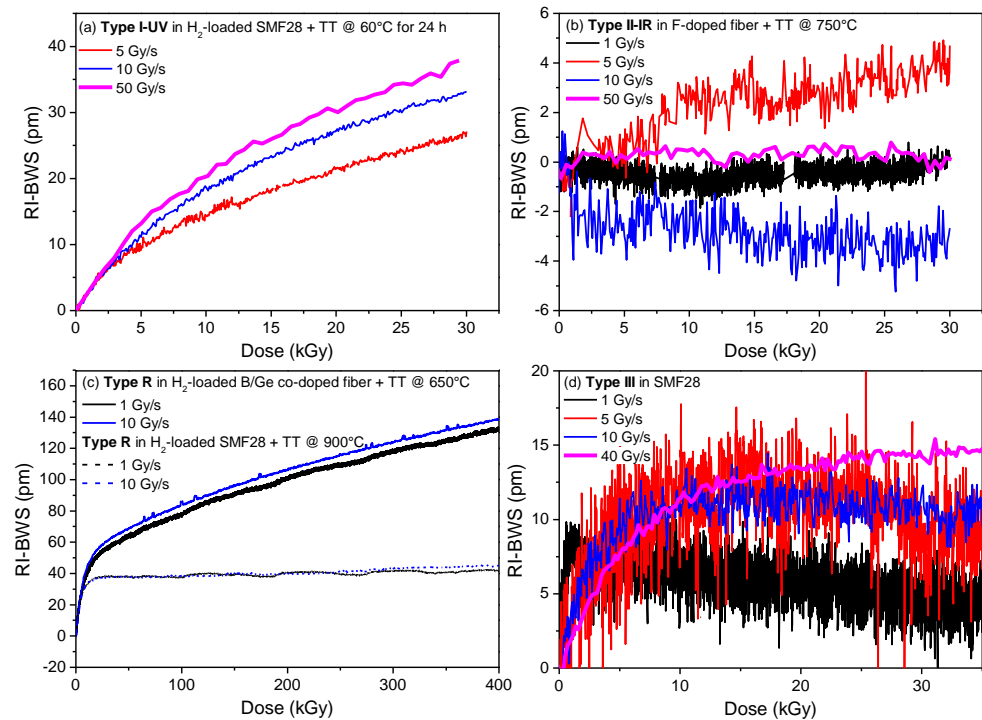 (a) Type I-UV in H2-loaded SMF28 + TT @ 60°C for 24 h
5 Gy/s
10 Gy/s
50 Gy/s
RI-BWS (pm)
40
30
20
10
0
0 5 10 15 20 25 30
Dose (kGy)
(b) Type II-IR in F-doped fiber + TT @ 750°C
1 Gy/s
5 Gy/s
10 Gy/s
50 Gy/s
RI-BWS (pm)
6
4
2
0
-2
-4
-6
0 5 10 15 20 25 30
Dose (kGy)
(c) Type R in H2-loaded B/Ge co-doped fiber + TT @ 650°C
1 Gy/s
10 Gy/s
Type R in H2-loaded SMF28 + TT @ 900°C
1 Gy/s
10 Gy/s
RI-BWS (pm)
160
140
120
100
80
60
40
20
0
-20
0 100 200 300 400
Dose (kGy)
(d) Type III in SMF28
1 Gy/s
5 Gy/s
10 Gy/s
40 Gy/s
RI-BWS (pm)
20
15
10
5
0
0 10 20 30
Dose (kGy)